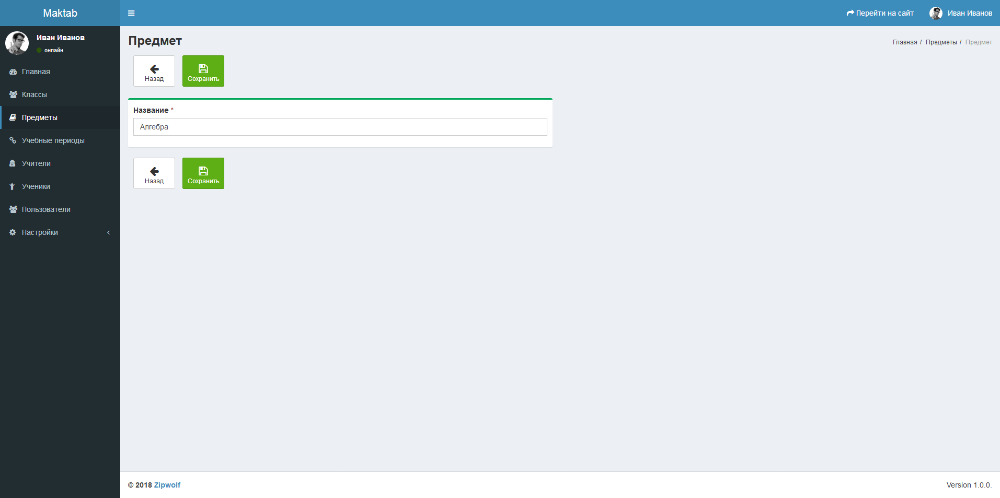 Maktab
Перейти на сайт
Иван Иванов
Иван Иванов
онлайн
Главная
Классы
Предметы
Учебные периоды
Учители
Ученики
Пользователи
Настройки
Предмет
Главная / Предметы / Предмет
Назад
Сохранить
Название *
Алгебра
Назад
Сохранить
© 2018 Zipwolf
Version 1.0.0.